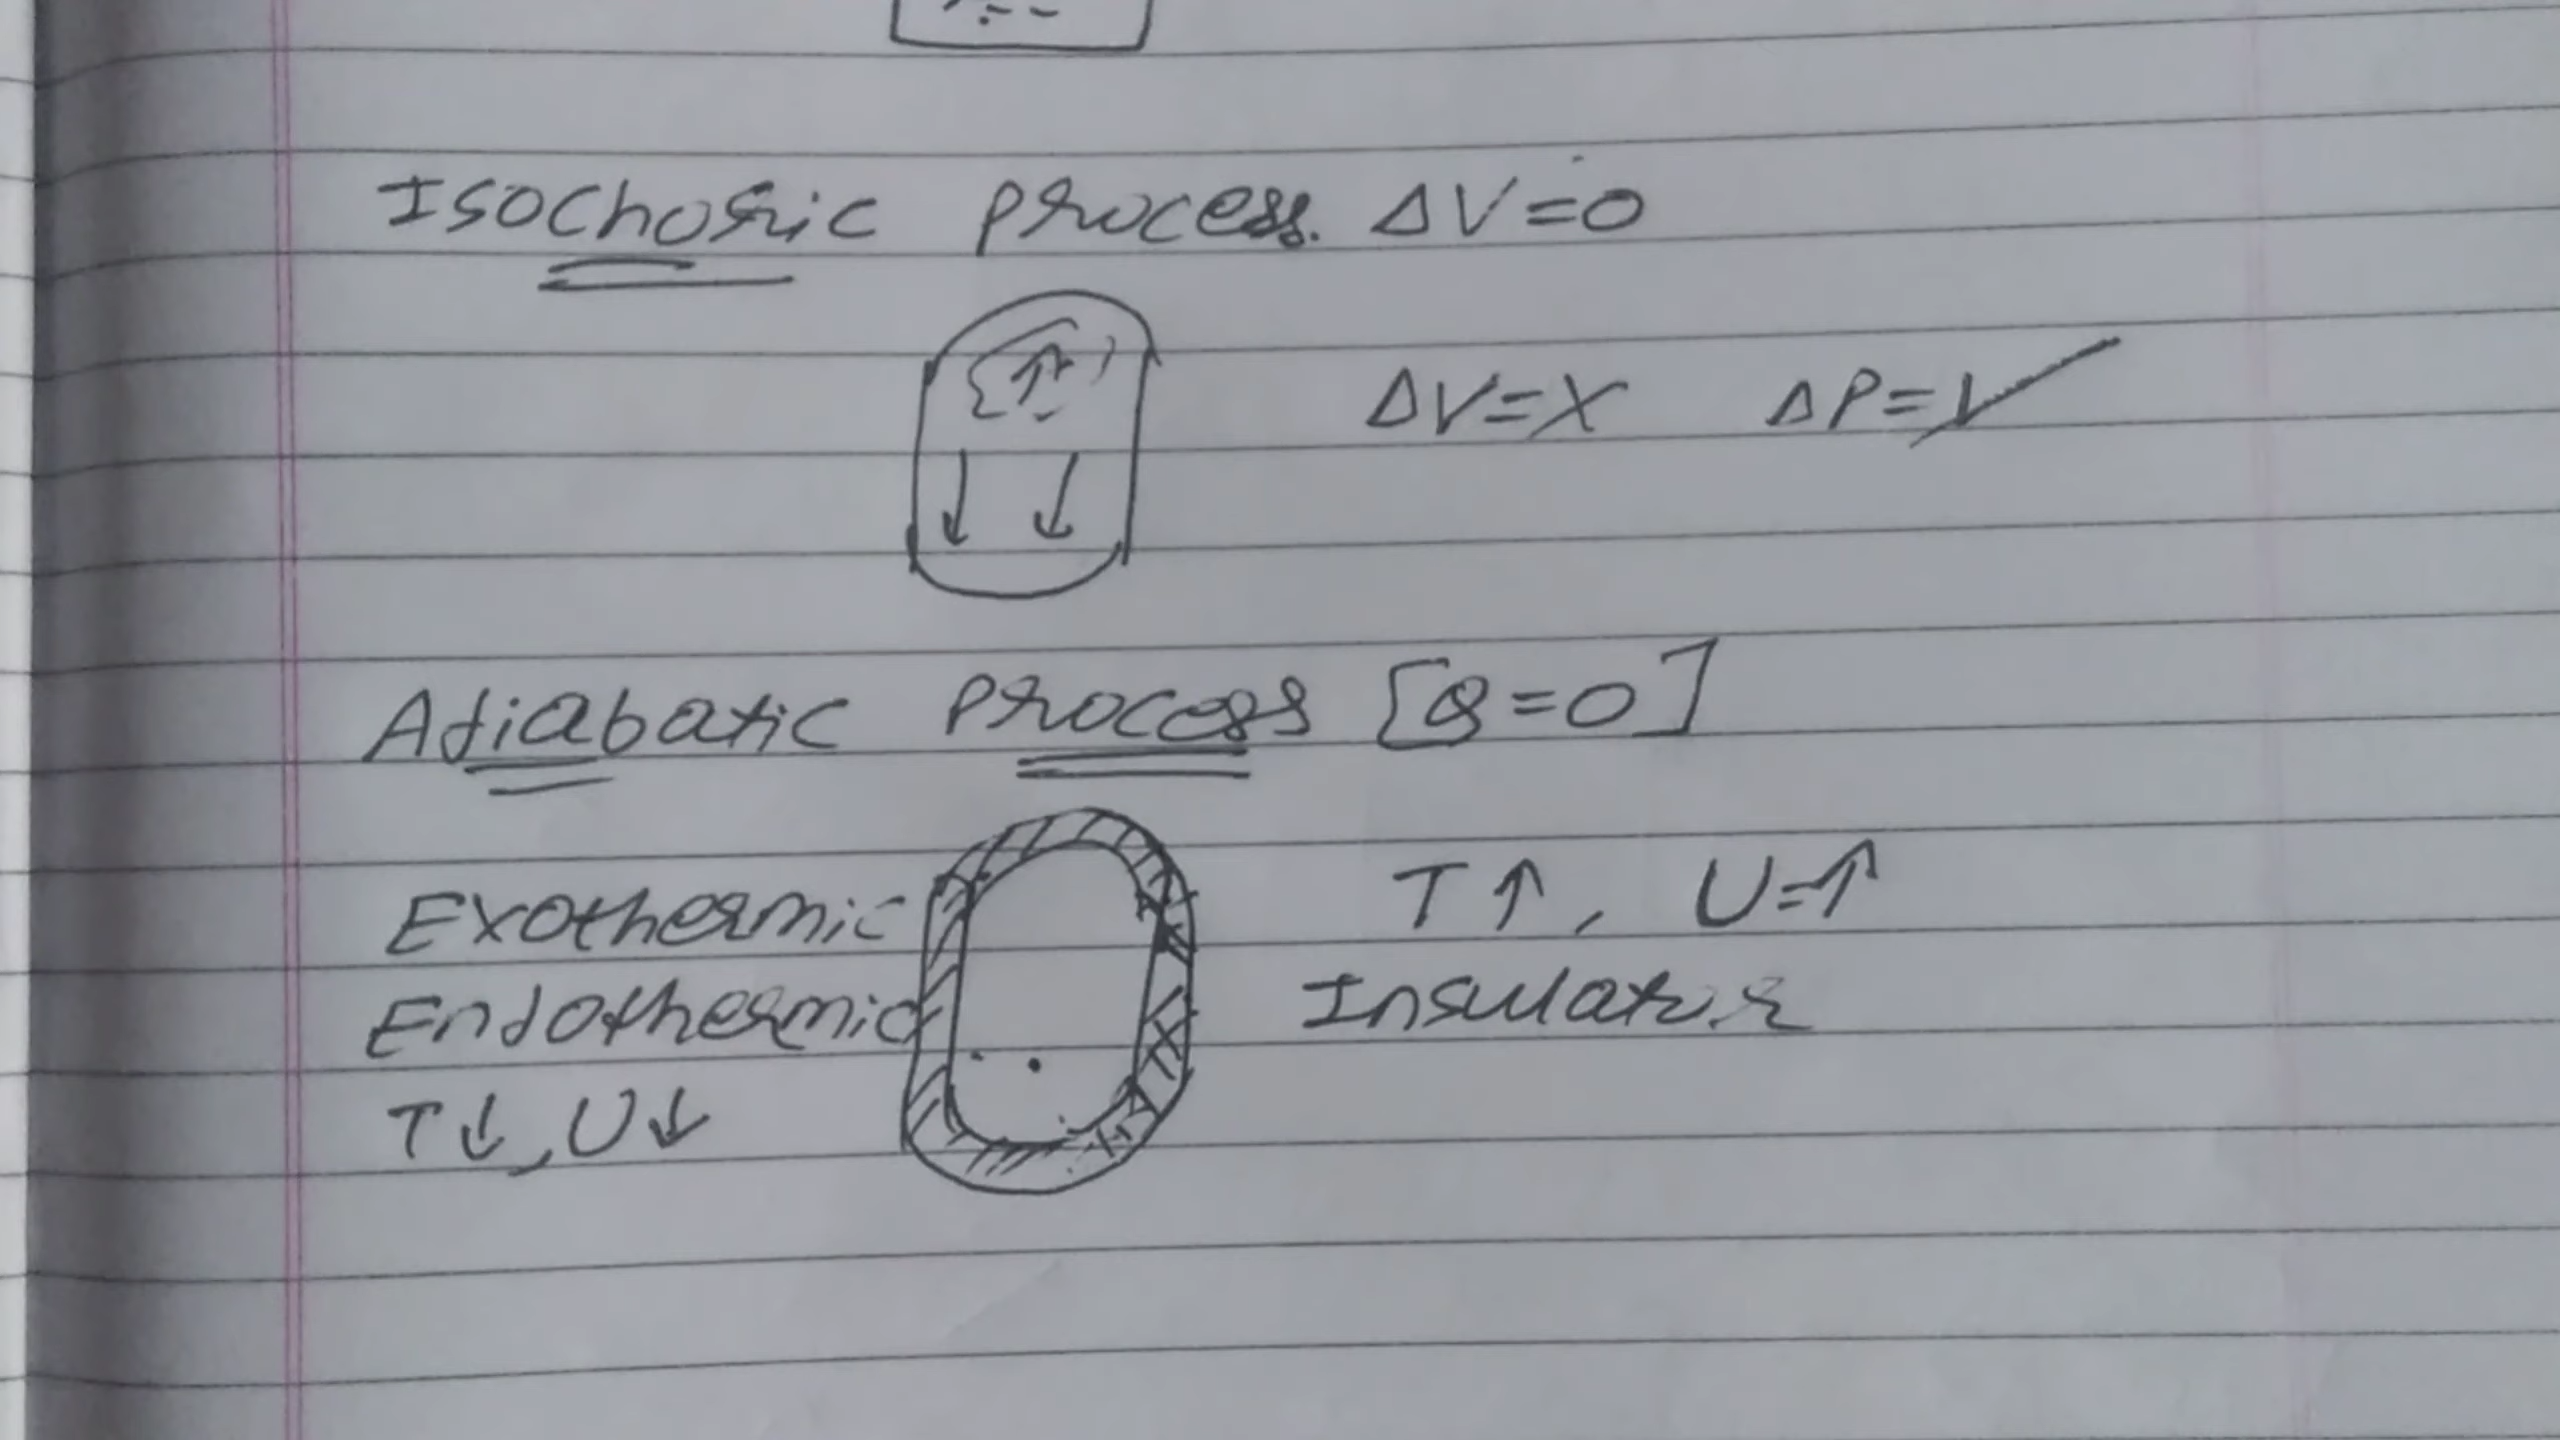 Isochoric process. ΔV=0
ΔV=X ΔP=✓
Adiabatic process [Q=0]
Exothermic T↑, U=↑
Endothermic Insulator
T↓, U↓